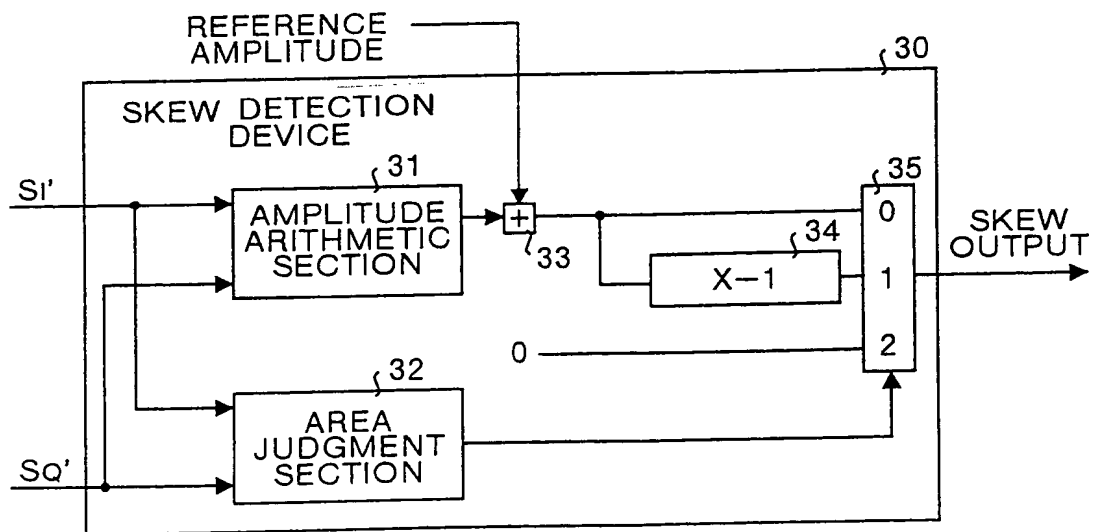 REFERENCE
AMPLITUDE
30
SKEW DETECTION
DEVICE
SI'
31
AMPLITUDE
ARITHMETIC
SECTION
+
33
35
0
34
X−1
1
SKEW
OUTPUT
0
2
32
AREA
JUDGMENT
SECTION
SQ'